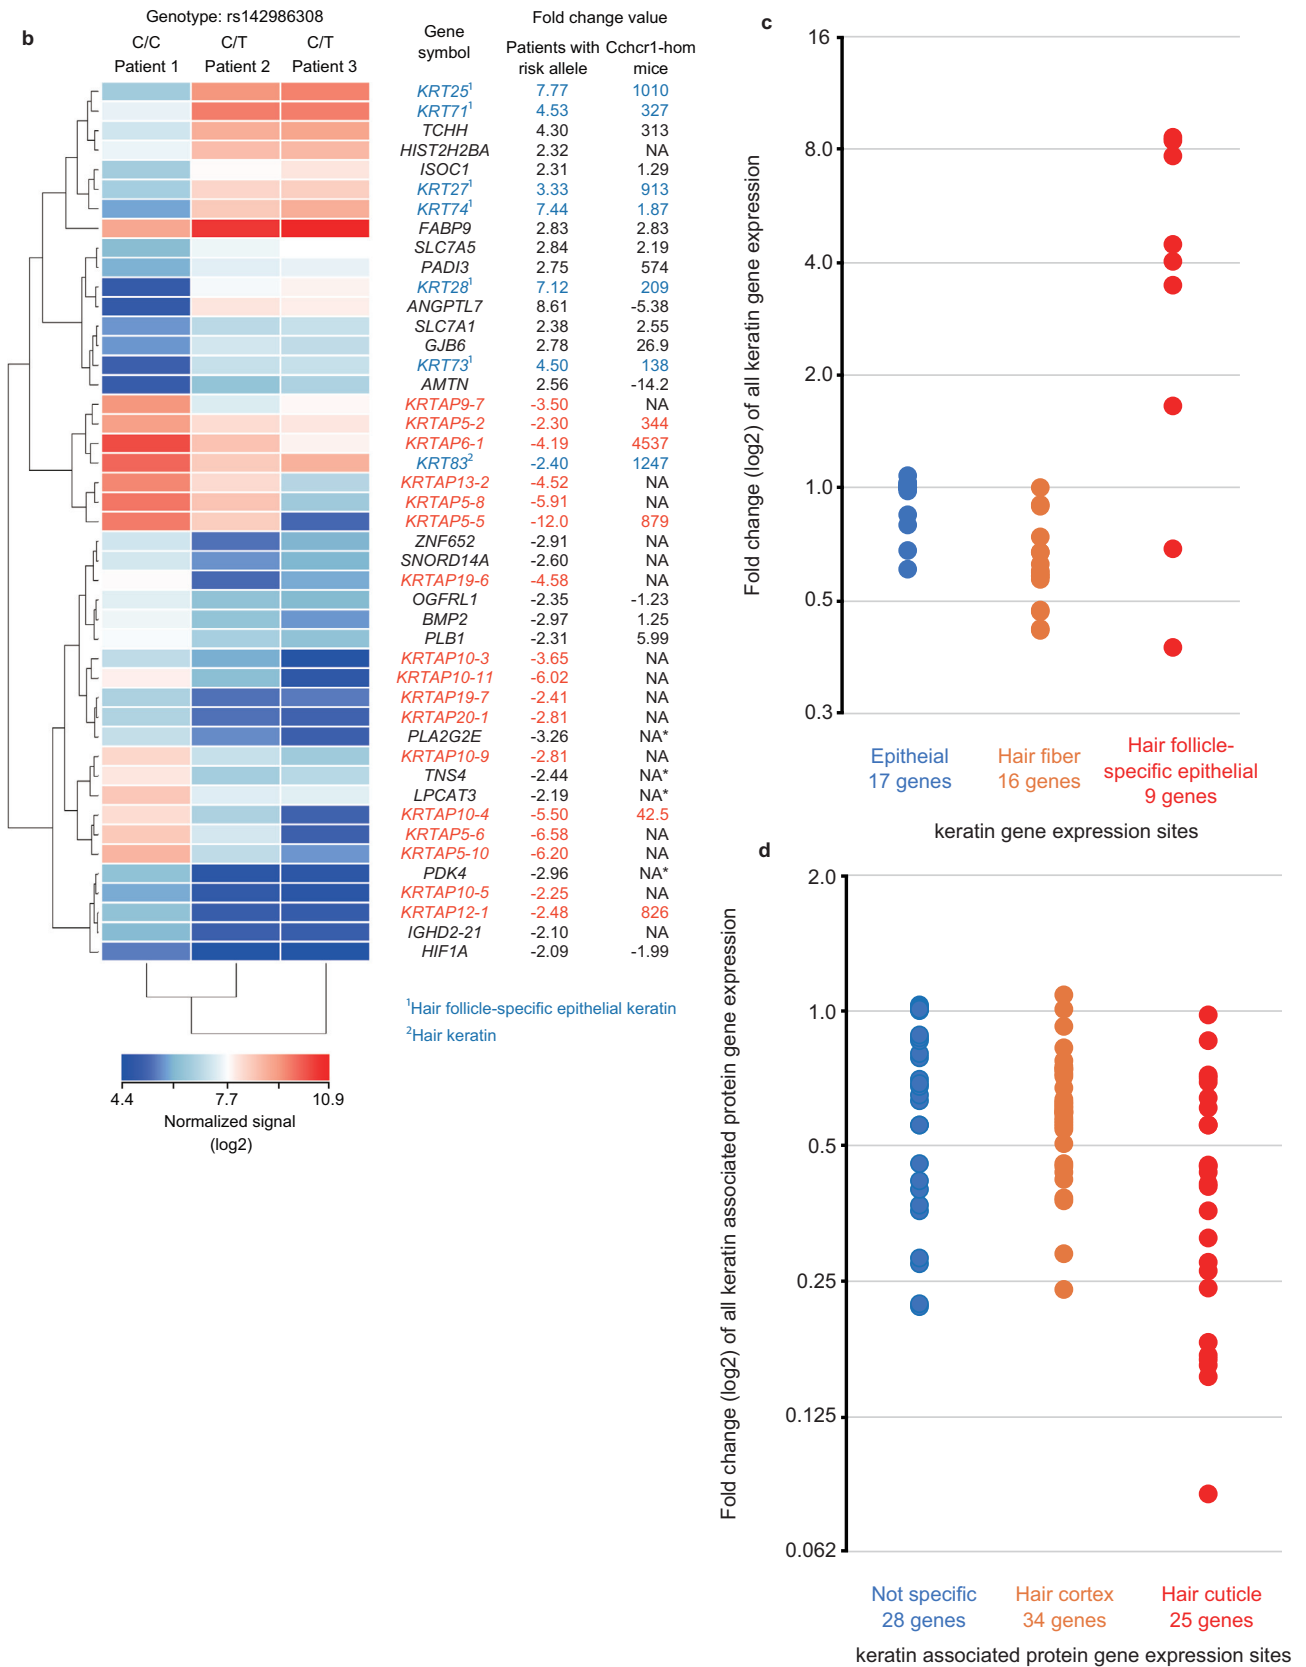 b
Genotype: rs142986308
C/C C/T C/T
Patient 1 Patient 2 Patient 3
Gene
symbol
Fold change value
Patients with Cchcr1-hom
risk allele mice
KRT25¹ 7.77 1010
KRT71¹ 4.53 327
TCHH 4.30 313
HIST2H2BA 2.32 NA
ISOC1 2.31 1.29
KRT27¹ 3.33 913
KRT74¹ 7.44 1.87
FABP9 2.83 2.83
SLC7A5 2.84 2.19
PADI3 2.75 574
KRT28¹ 7.12 209
ANGPTL7 8.61 -5.38
SLC7A1 2.38 2.55
GJB6 2.78 26.9
KRT73¹ 4.50 138
AMTN 2.56 -14.2
KRTAP9-7 -3.50 NA
KRTAP5-2 -2.30 344
KRTAP6-1 -4.19 4537
KRT83² -2.40 1247
KRTAP13-2 -4.52 NA
KRTAP5-8 -5.91 NA
KRTAP5-5 -12.0 879
ZNF652 -2.91 NA
SNORD14A -2.60 NA
KRTAP19-6 -4.58 NA
OGFRL1 -2.35 -1.23
BMP2 -2.97 1.25
PLB1 -2.31 5.99
KRTAP10-3 -3.65 NA
KRTAP10-11 -6.02 NA
KRTAP19-7 -2.41 NA
KRTAP20-1 -2.81 NA
PLA2G2E -3.26 NA*
KRTAP10-9 -2.81 NA
TNS4 -2.44 NA*
LPCAT3 -2.19 NA*
KRTAP10-4 -5.50 42.5
KRTAP5-6 -6.58 NA
KRTAP5-10 -6.20 NA
PDK4 -2.96 NA*
KRTAP10-5 -2.25 NA
KRTAP12-1 -2.48 826
IGHD2-21 -2.10 NA
HIF1A -2.09 -1.99
¹Hair follicle-specific epithelial keratin
²Hair keratin
4.4 7.7 10.9
Normalized signal
(log2)
c
Fold change (log2) of all keratin gene expression
16
8.0
4.0
2.0
1.0
0.5
0.3
Epitheial
17 genes
Hair fiber
16 genes
Hair follicle-
specific epithelial
9 genes
keratin gene expression sites
d
Fold change (log2) of all keratin associated protein gene expression
2.0
1.0
0.5
0.25
0.125
0.062
Not specific
28 genes
Hair cortex
34 genes
Hair cuticle
25 genes
keratin associated protein gene expression sites